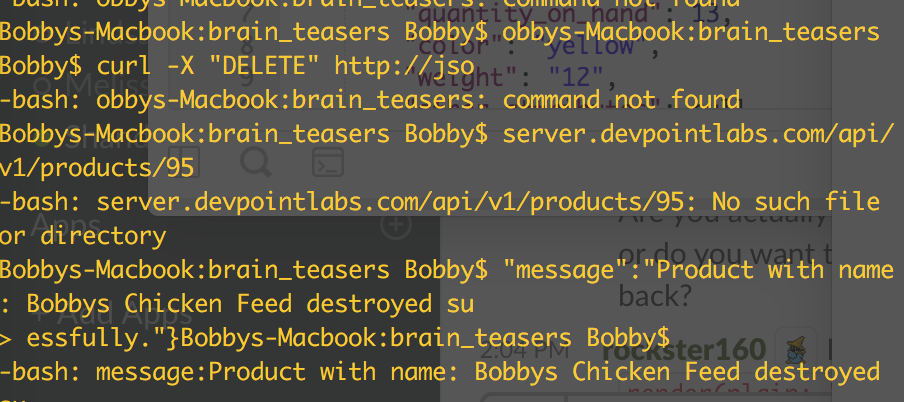 -bash: obbys-Macbook:brain_teasers: command not found
Bobbys-Macbook:brain_teasers Bobby$ obbys-Macbook:brain_teasers
Bobby$ curl -X "DELETE" http://jso
-bash: obbys-Macbook:brain_teasers: command not found
Bobbys-Macbook:brain_teasers Bobby$ server.devpointlabs.com/api/
v1/products/95
-bash: server.devpointlabs.com/api/v1/products/95: No such file
or directory
Bobbys-Macbook:brain_teasers Bobby$ "message":"Product with name
: Bobbys Chicken Feed destroyed su
> essfully."}Bobbys-Macbook:brain_teasers Bobby$
-bash: message:Product with name: Bobbys Chicken Feed destroyed
"quantity_on_hand": 13,
"color": "yellow",
"weight": "12",
8
Apps
+ Add Apps
Are you actually
or do you want t
back?
2:04 PM rockster160